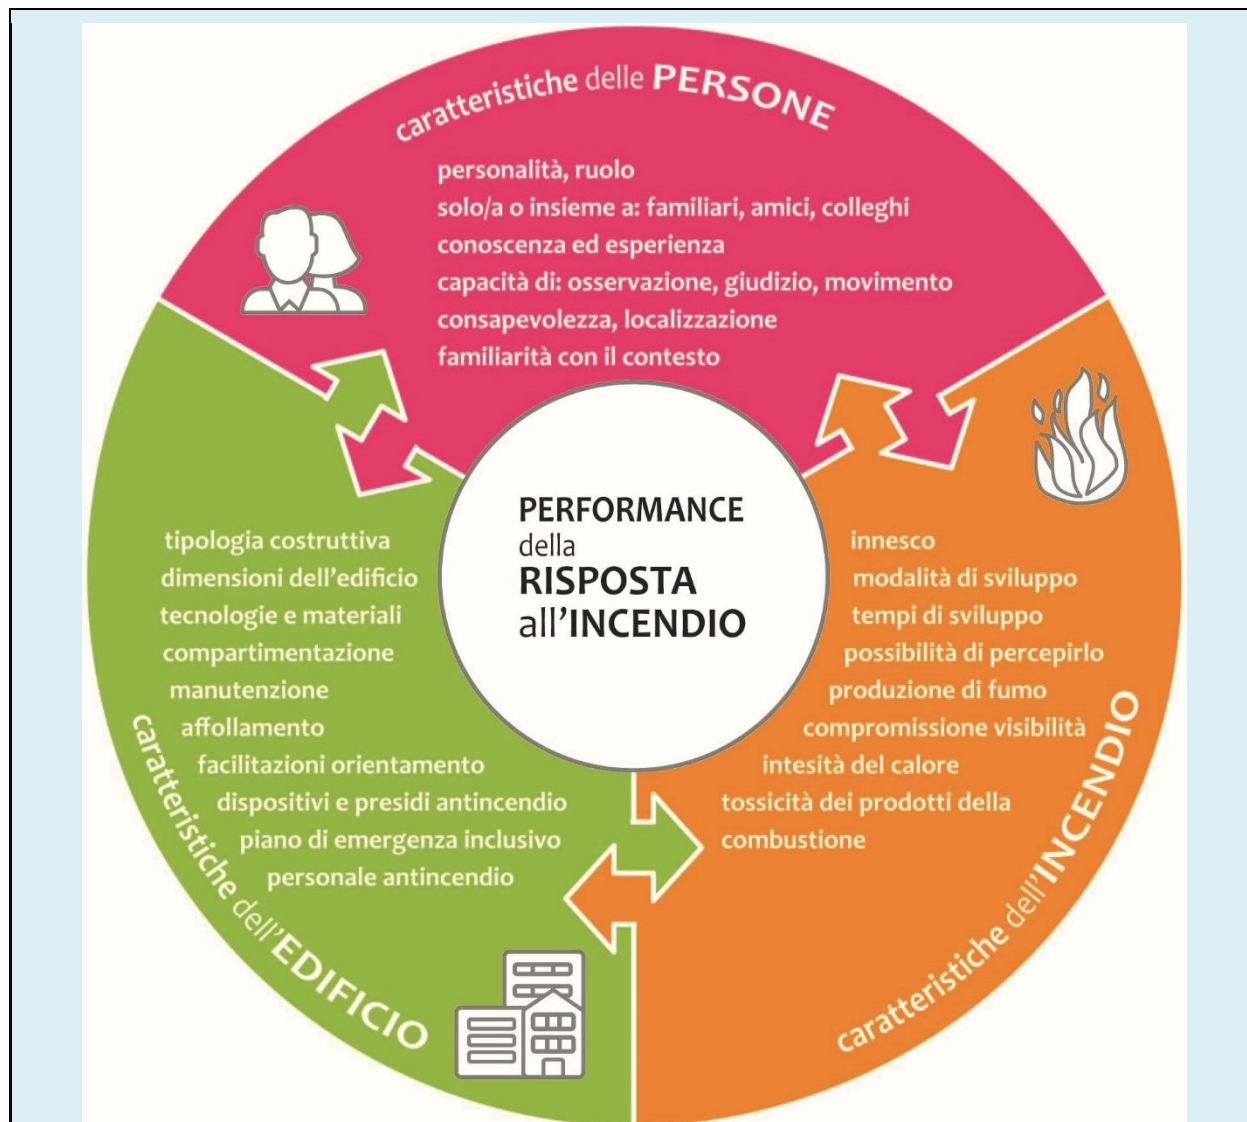 caratteristiche delle PERSONE
personalità, ruolo
solo/a o insieme a: familiari, amici, colleghi
conoscenza ed esperienza
capacità di: osservazione, giudizio, movimento
consapevolezza, localizzazione
familiarità con il contesto
PERFORMANCE
della
RISPOSTA
all'INCENDIO
tipologia costruttiva
dimensioni dell'edificio
tecnologie e materiali
compartimentazione
manutenzione
affollamento
facilitazioni orientamento
dispositivi e presidi antincendio
piano di emergenza inclusivo
personale antincendio
caratteristiche dell'EDIFICIO
innesco
modalità di sviluppo
tempi di sviluppo
possibilità di percepirlo
produzione di fumo
compromissione visibilità
intesità del calore
tossicità dei prodotti della
combustione
caratteristiche dell'INCENDIO